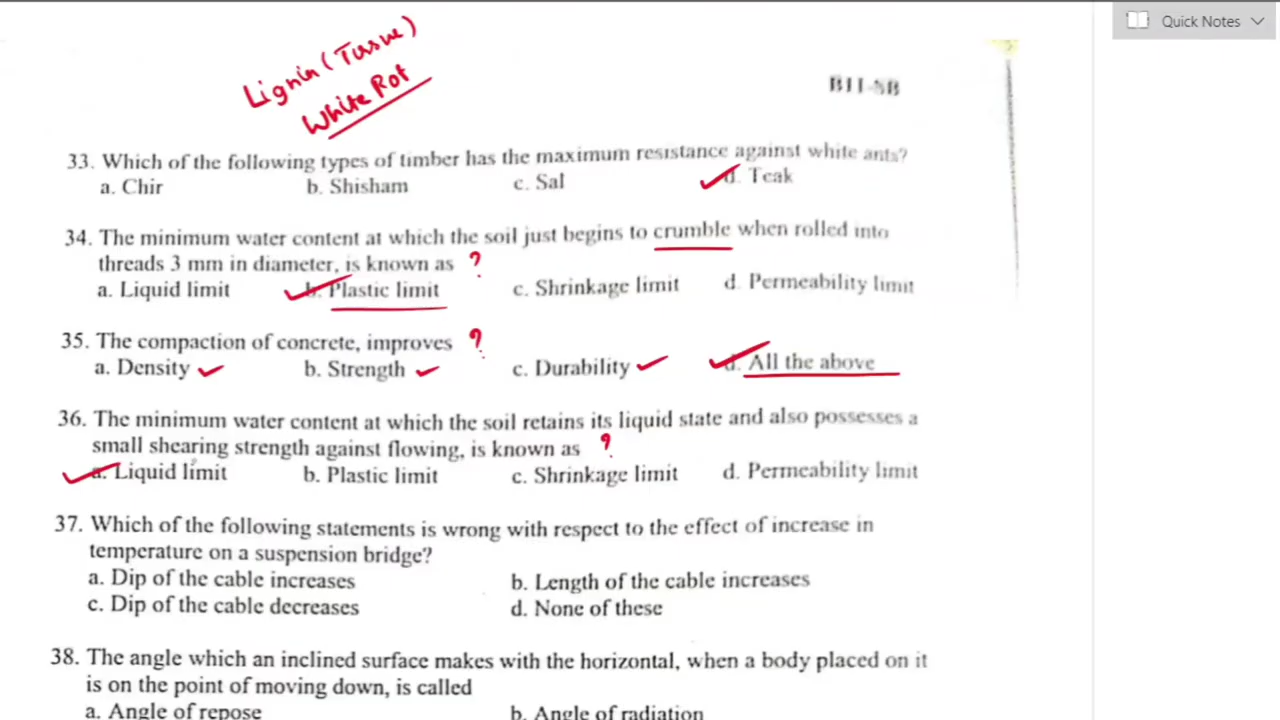 Quick Notes
Lignin (Tissue)
White Rot
B11-SB
33. Which of the following types of timber has the maximum resistance against white ants?
a. Chir b. Shisham c. Sal d. Teak
34. The minimum water content at which the soil just begins to crumble when rolled into
threads 3 mm in diameter, is known as ?
a. Liquid limit b. Plastic limit c. Shrinkage limit d. Permeability limit
35. The compaction of concrete, improves ?
a. Density b. Strength c. Durability d. All the above
36. The minimum water content at which the soil retains its liquid state and also possesses a
small shearing strength against flowing, is known as ?
a. Liquid limit b. Plastic limit c. Shrinkage limit d. Permeability limit
37. Which of the following statements is wrong with respect to the effect of increase in
temperature on a suspension bridge?
a. Dip of the cable increases b. Length of the cable increases
c. Dip of the cable decreases d. None of these
38. The angle which an inclined surface makes with the horizontal, when a body placed on it
is on the point of moving down, is called
a. Angle of repose b. Angle of radiation